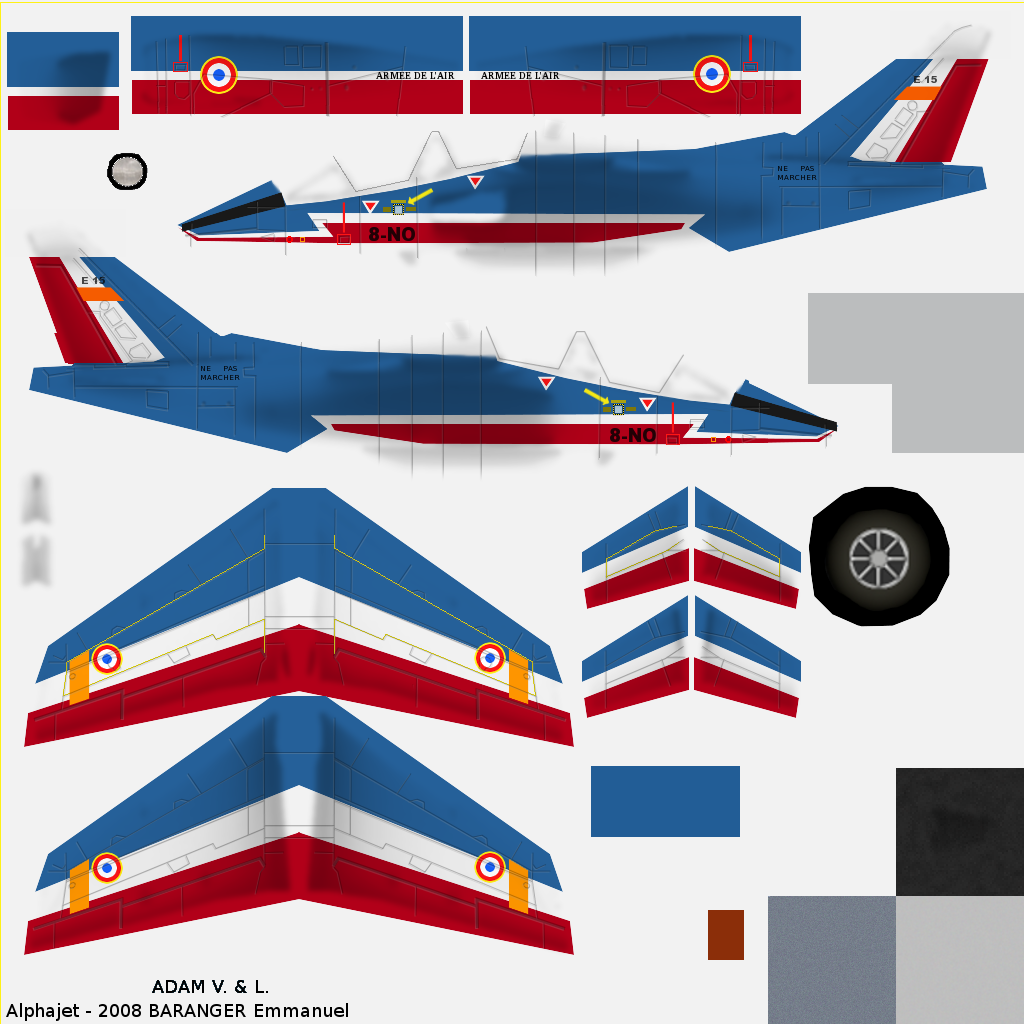 ARMEE DE L'AIR
ARMEE DE L'AIR
E 15
NE PAS
MARCHER
8-NO
E 15
NE PAS
MARCHER
8-NO
ADAM V. & L.
Alphajet - 2008 BARANGER Emmanuel